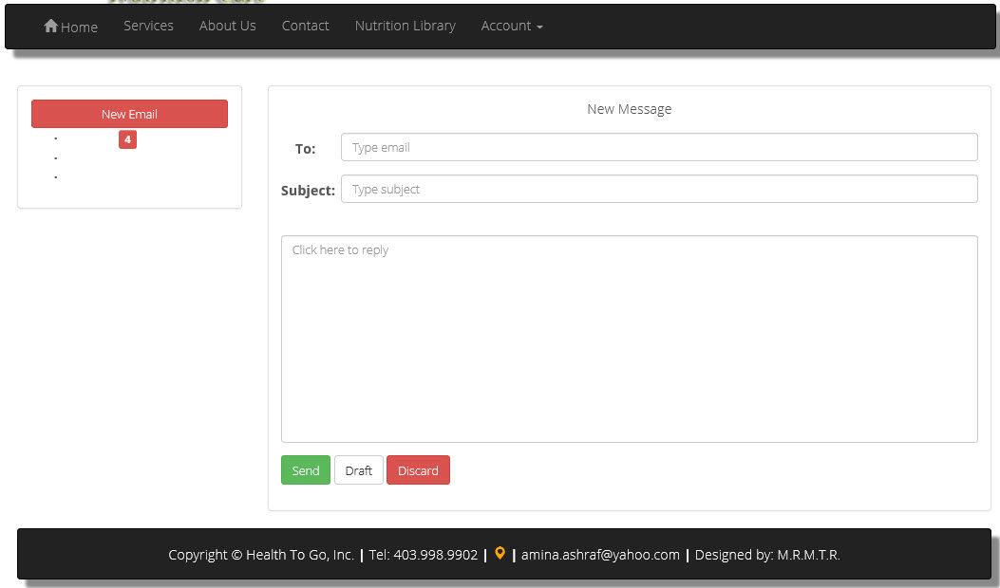 Home Services About Us Contact Nutrition Library Account
New Email
4
New Message
To: Type email
Subject: Type subject
Click here to reply
Send Draft Discard
Copyright © Health To Go, Inc. | Tel: 403.998.9902 | | amina.ashraf@yahoo.com | Designed by: M.R.M.T.R.